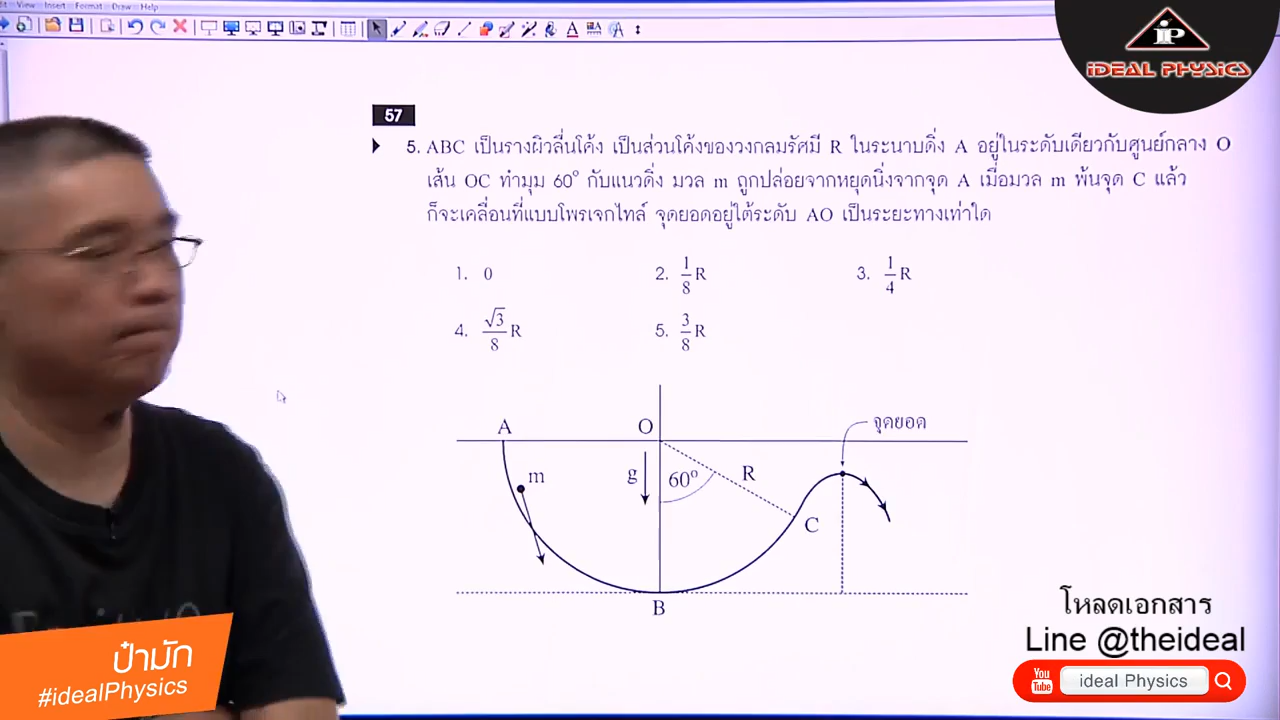 View Insert Format Draw Help
iP
iDEAL PHYSiCS
57
5. ABC เป็นรางผิวลื่นโค้ง เป็นส่วนโค้งของวงกลมรัศมี R ในระนาบดิ่ง A อยู่ในระดับเดียวกับศูนย์กลาง O
เส้น OC ทำมุม 60° กับแนวดิ่ง มวล m ถูกปล่อยจากหยุดนิ่งจากจุด A เมื่อมวล m พ้นจุด C แล้ว
ก็จะเคลื่อนที่แบบโพรเจกไทล์ จุดยอดอยู่ใต้ระดับ AO เป็นระยะทางเท่าใด
1. 0 2. 1/8 R 3. 1/4 R
4. √3/8 R 5. 3/8 R
A O จุดยอด
m g 60° R
C
B
โหลดเอกสาร
Line @theideal
You Tube ideal Physics
ป๋ามัก
#idealPhysics